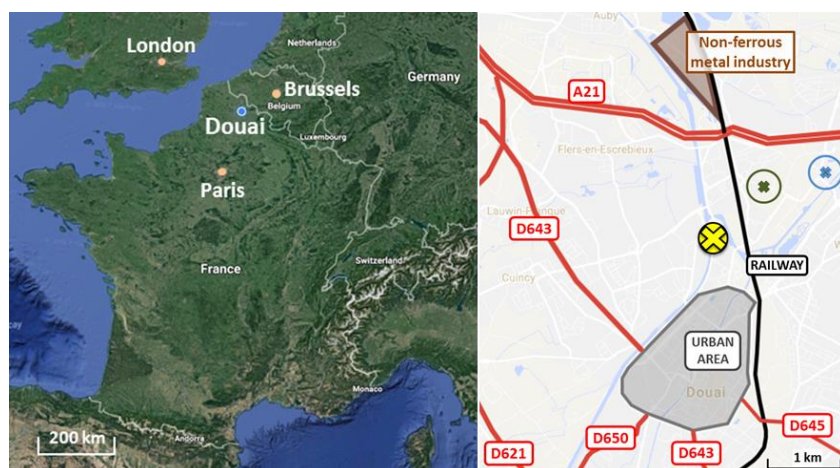 London
Netherlands
Germany
Brussels
Belgium
Douai
Luxembourg
Paris
Switzerland
France
Monaco
Andorra
200 km
Auby
Non-ferrous
metal industry
A21
Flers-en-Escrebieux
D643
Cuincy
RAILWAY
URBAN
AREA
Douai
D621
D650
D643
D645
1 km